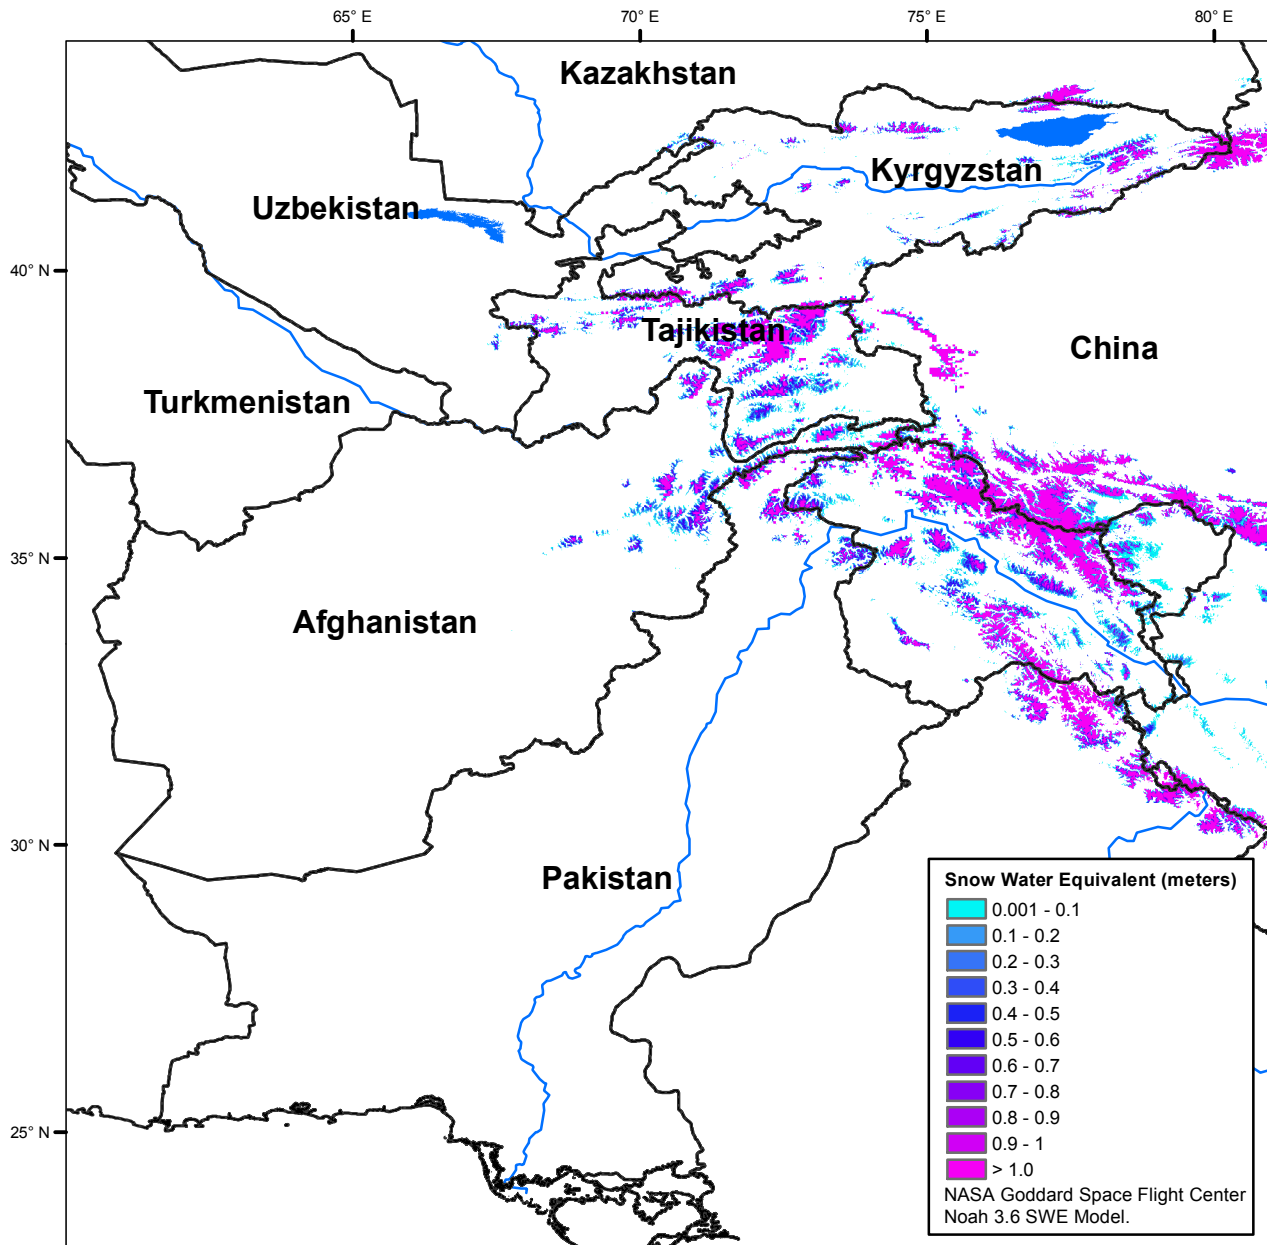 65° E
70° E
75° E
80° E
Kazakhstan
Kyrgyzstan
Uzbekistan
40° N
Tajikistan
China
Turkmenistan
35° N
Afghanistan
30° N
Pakistan
Snow Water Equivalent (meters)
0.001 - 0.1
0.1 - 0.2
0.2 - 0.3
0.3 - 0.4
0.4 - 0.5
0.5 - 0.6
0.6 - 0.7
0.7 - 0.8
0.8 - 0.9
0.9 - 1
> 1.0
NASA Goddard Space Flight Center
Noah 3.6 SWE Model.
25° N